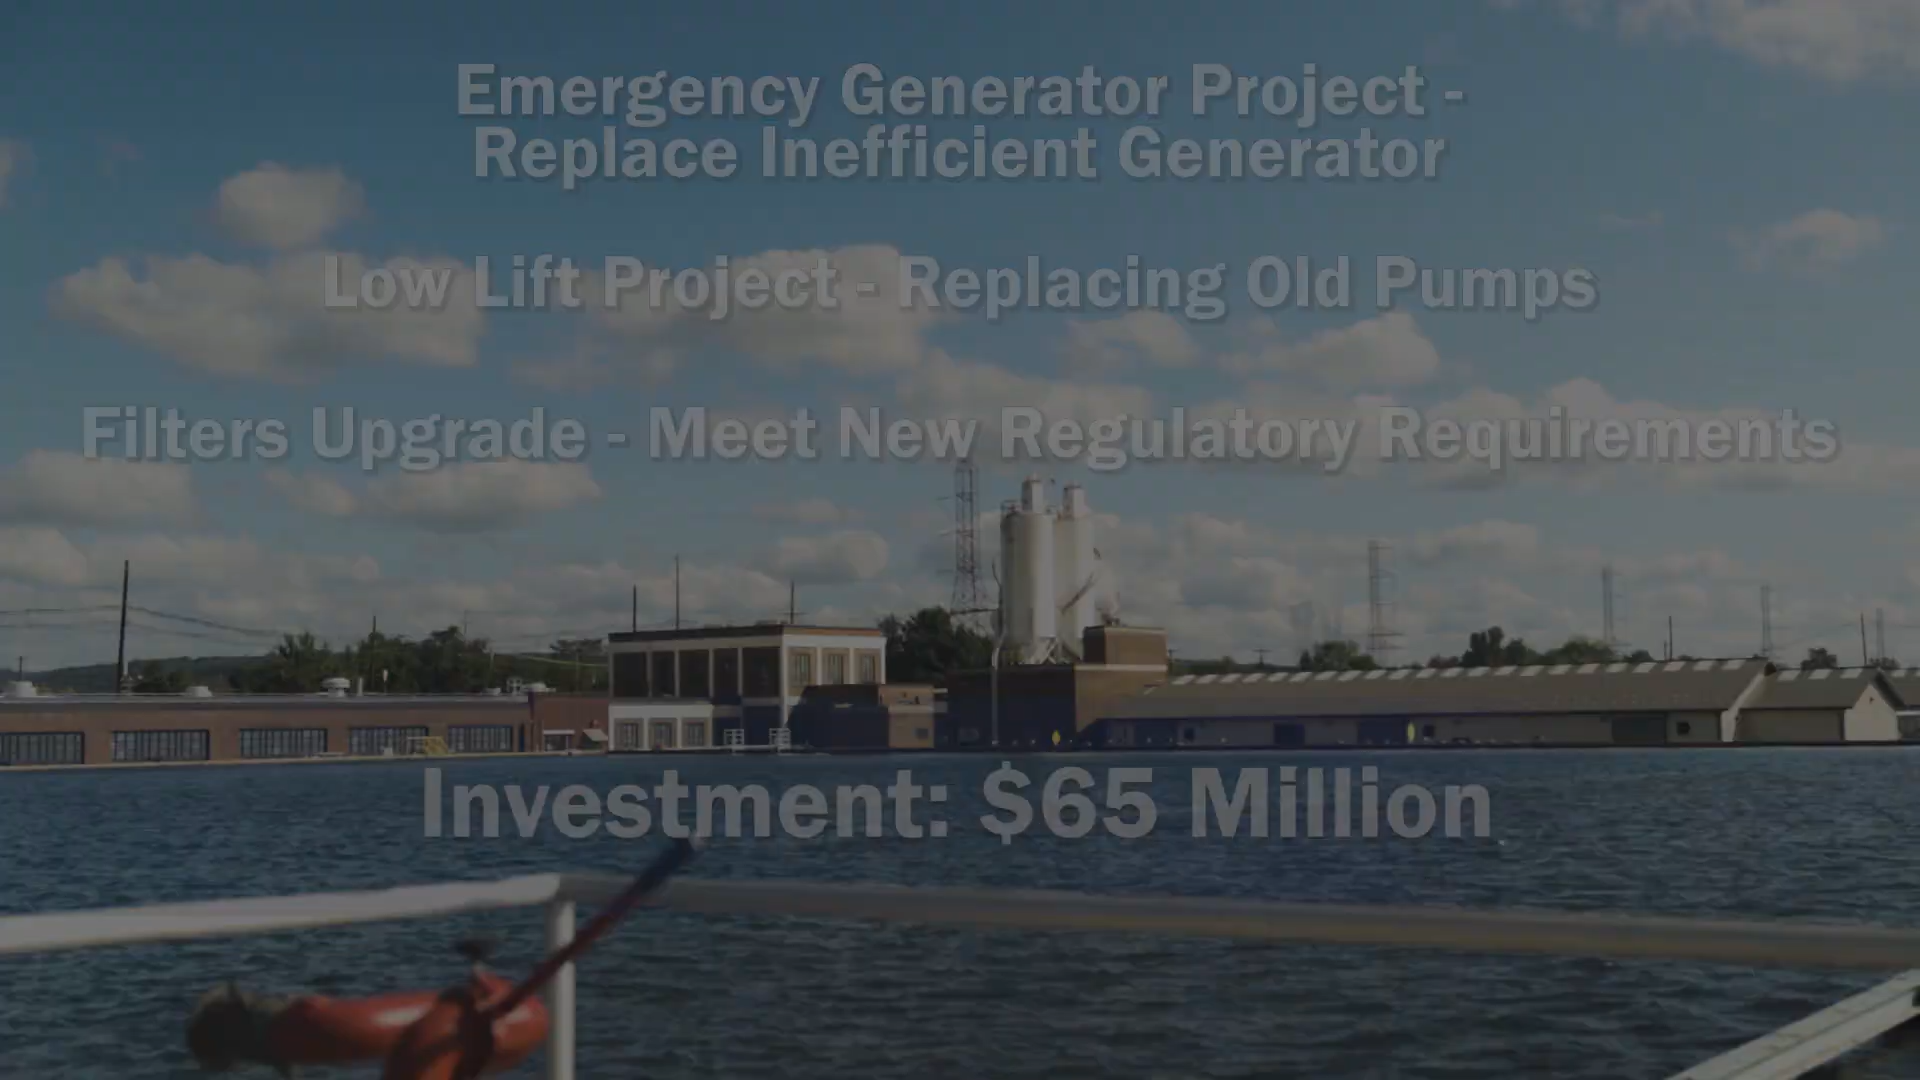 Emergency Generator Project -
Replace Inefficient Generator
Low Lift Project - Replacing Old Pumps
Filters Upgrade - Meet New Regulatory Requirements
Investment: $65 Million